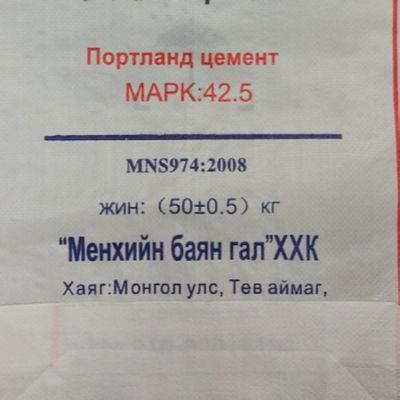 Портланд цемент
МАРК:42.5
MNS974:2008
жин: (50±0.5) кг
“Менхийн баян гал”ХХК
Хаяг:Монгол улс, Тев аймаг,